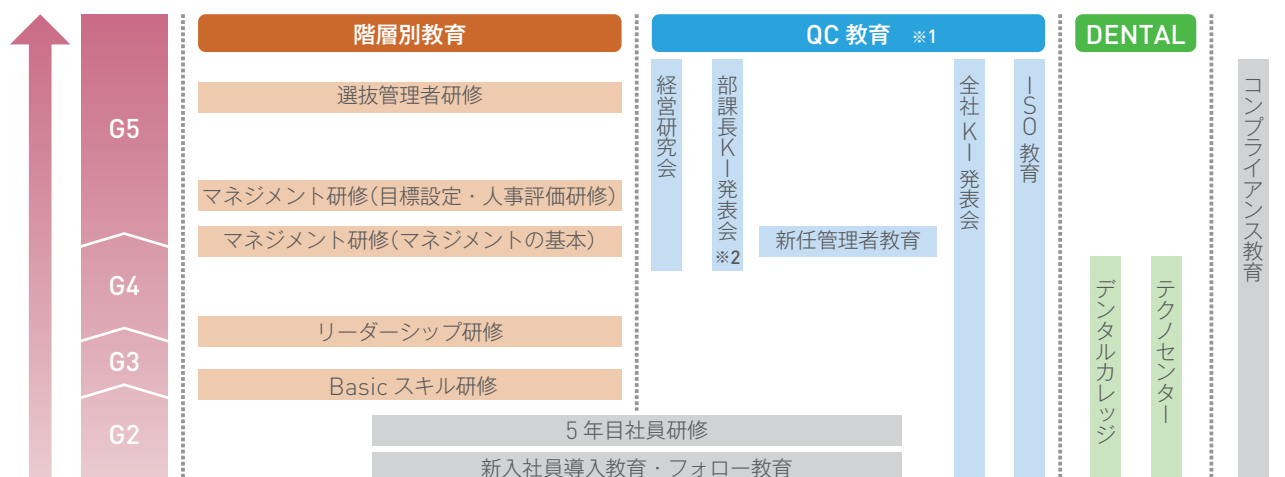 階層別教育
QC 教育 ※1
DENTAL
G5
G4
G3
G2
選抜管理者研修
マネジメント研修(目標設定・人事評価研修)
マネジメント研修(マネジメントの基本)
リーダーシップ研修
Basic スキル研修
5 年目社員研修
新入社員導入教育・フォロー教育
経営研究会
部課長KI発表会 ※2
新任管理者教育
全社KI発表会
ISO教育
デンタルカレッジ
テクノセンター
コンプライアンス教育